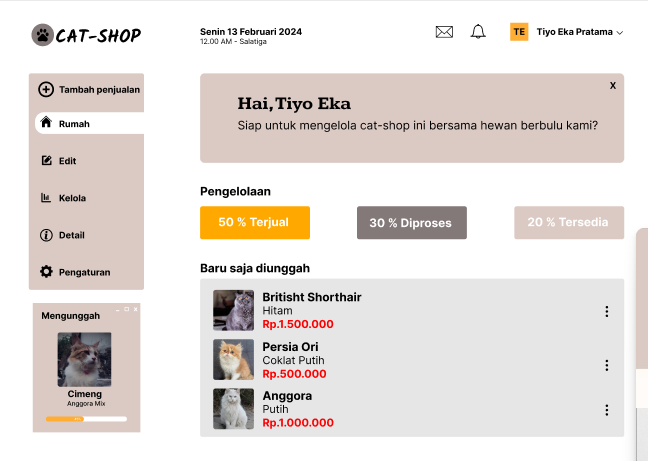 CAT-SHOP
Senin 13 Februari 2024
12.00 AM - Salatiga
TE
Tiyo Eka Pratama
Tambah penjualan
Rumah
Edit
Kelola
Detail
Pengaturan
Mengunggah
Cimeng
Anggora Mix
X
Hai, Tiyo Eka
Siap untuk mengelola cat-shop ini bersama hewan berbulu kami?
Pengelolaan
50 % Terjual
30 % Diproses
20 % Tersedia
Baru saja diunggah
Britisht Shorthair
Hitam
Rp.1.500.000
Persia Ori
Coklat Putih
Rp.500.000
Anggora
Putih
Rp.1.000.000